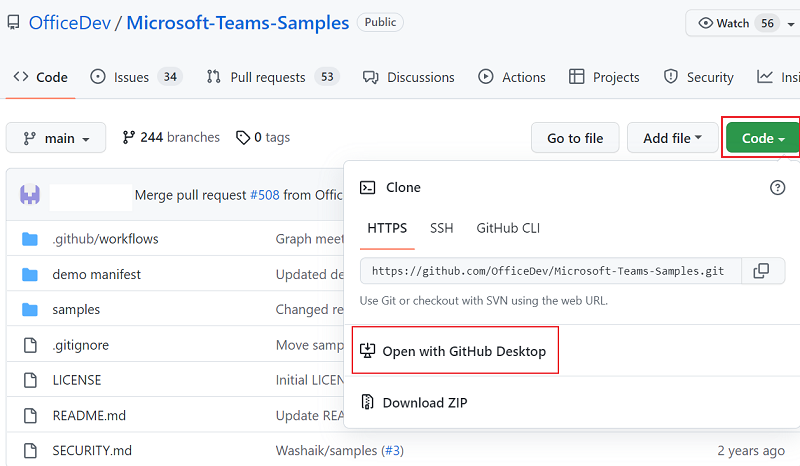 OfficeDev / Microsoft-Teams-Samples Public Watch 56
Code Issues 34 Pull requests 53 Discussions Actions Projects Security Insi
main 244 branches 0 tags Go to file Add file Code
Merge pull request #508 from Offic
Clone
HTTPS SSH GitHub CLI
.github/workflows Graph meet
https://github.com/OfficeDev/Microsoft-Teams-Samples.git
demo manifest Updated de
Use Git or checkout with SVN using the web URL.
samples Changed re
.gitignore Move samp
Open with GitHub Desktop
LICENSE Initial LICEN
Download ZIP
README.md Update REA
SECURITY.md Washaik/samples (#3) 2 years ago